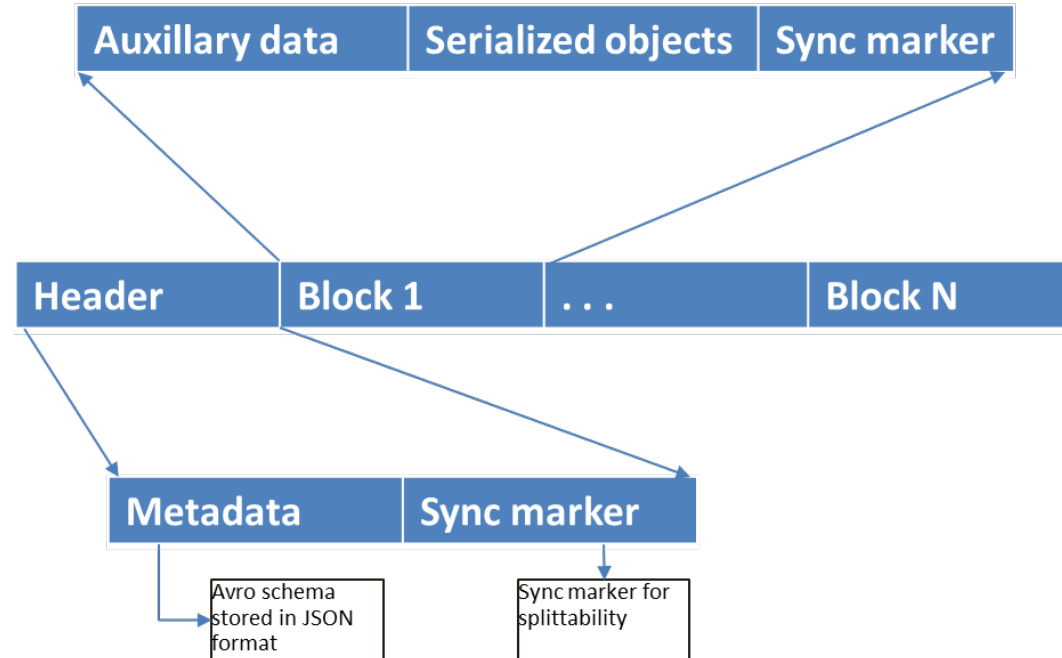 Auxillary data Serialized objects Sync marker
Header Block 1 . . . Block N
Metadata Sync marker
Avro schema
stored in JSON
format
Sync marker for
splittability